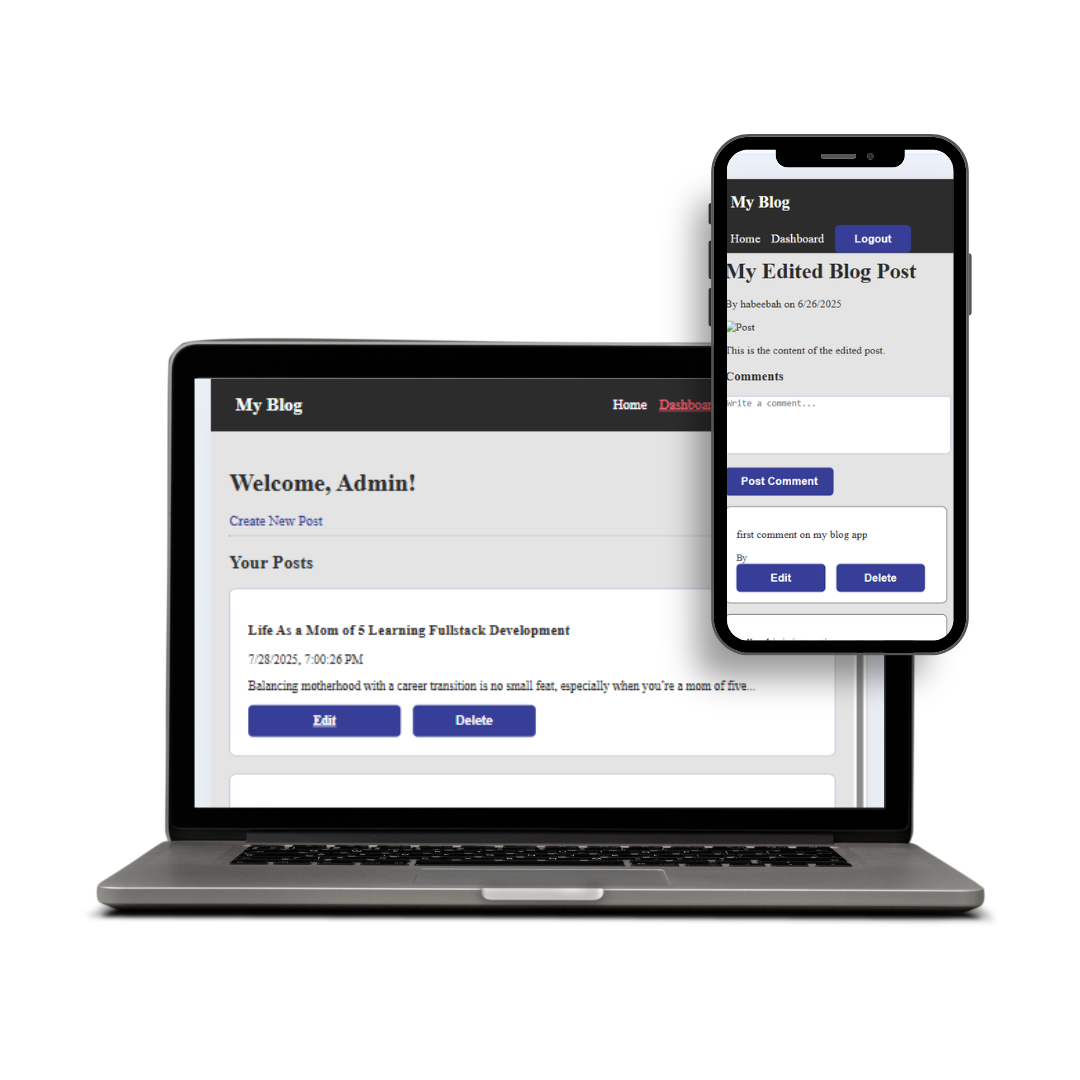 My Blog
Home Dashboard Logout
My Edited Blog Post
By habeebah on 6/26/2025
Post
This is the content of the edited post.
Comments
Write a comment...
Post Comment
first comment on my blog app
By
Edit Delete
My Blog
Home Dashboar
Welcome, Admin!
Create New Post
Your Posts
Life As a Mom of 5 Learning Fullstack Development
7/28/2025, 7:00:26 PM
Balancing motherhood with a career transition is no small feat, especially when you're a mom of five...
Edit Delete